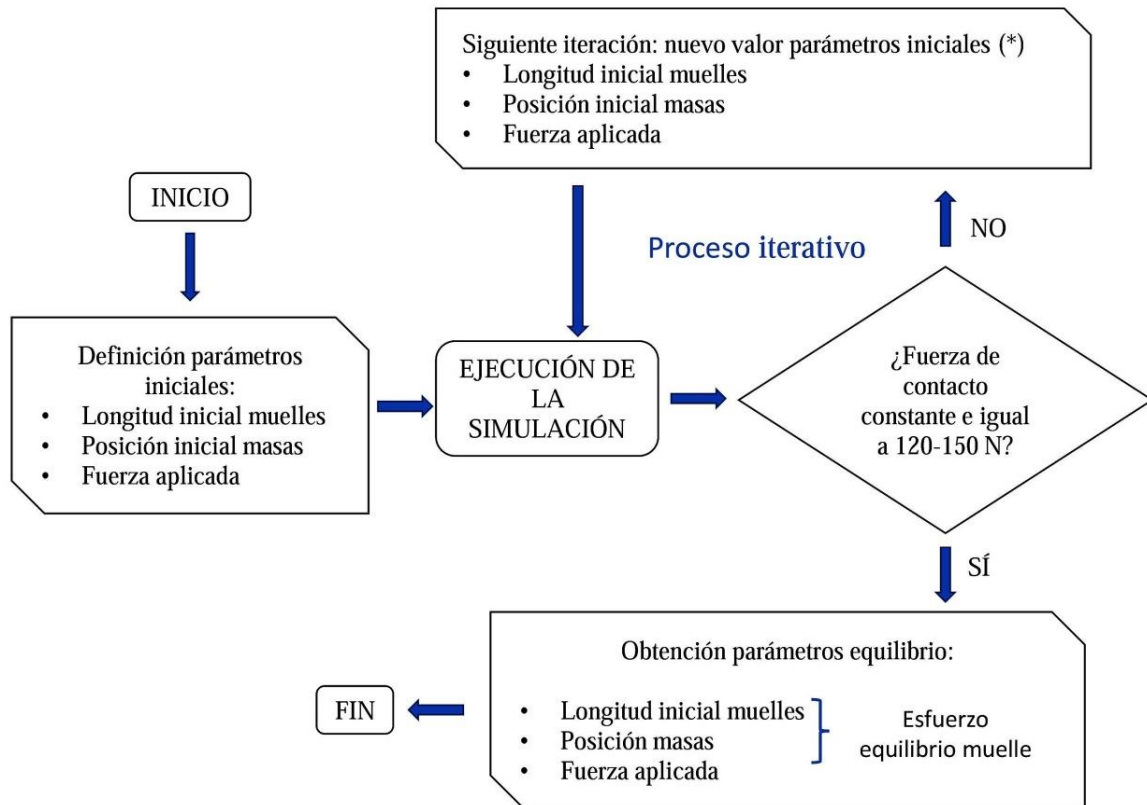 INICIO
Definición parámetros
iniciales:
• Longitud inicial muelles
• Posición inicial masas
• Fuerza aplicada
EJECUCIÓN DE
LA
SIMULACIÓN
¿Fuerza de
contacto
constante e igual
a 120-150 N?
NO
Siguiente iteración: nuevo valor parámetros iniciales (*)
• Longitud inicial muelles
• Posición inicial masas
• Fuerza aplicada
Proceso iterativo
SÍ
Obtención parámetros equilibrio:
• Longitud inicial muelles
• Posición masas
• Fuerza aplicada
Esfuerzo
equilibrio muelle
FIN